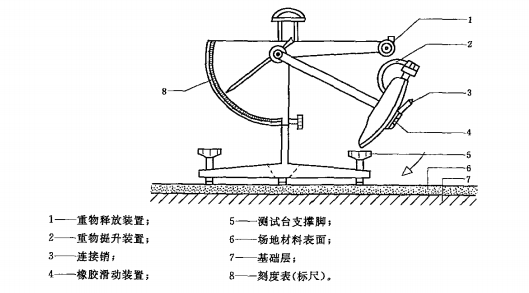 1
2
3
8
4
5
6
7
1——重物释放装置;
2——重物提升装置;
3——连接销;
4——橡胶滑动装置;
5——测试台支撑脚;
6——场地材料表面;
7——基础层;
8——刻度表(标尺)。